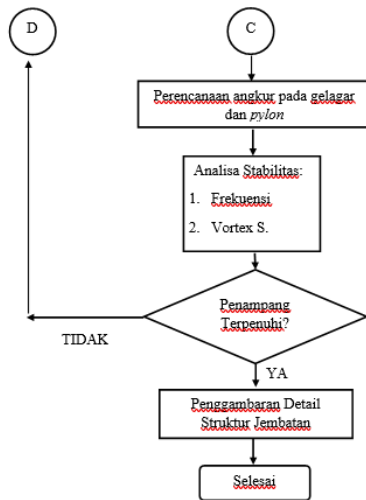 D
C
Perencanaan angkur pada gelagar
dan pylon
Analisa Stabilitas:
1. Frekuensi
2. Vortex S.
Penampang
Terpenuhi?
TIDAK
YA
Penggambaran Detail
Struktur Jembatan
Selesai